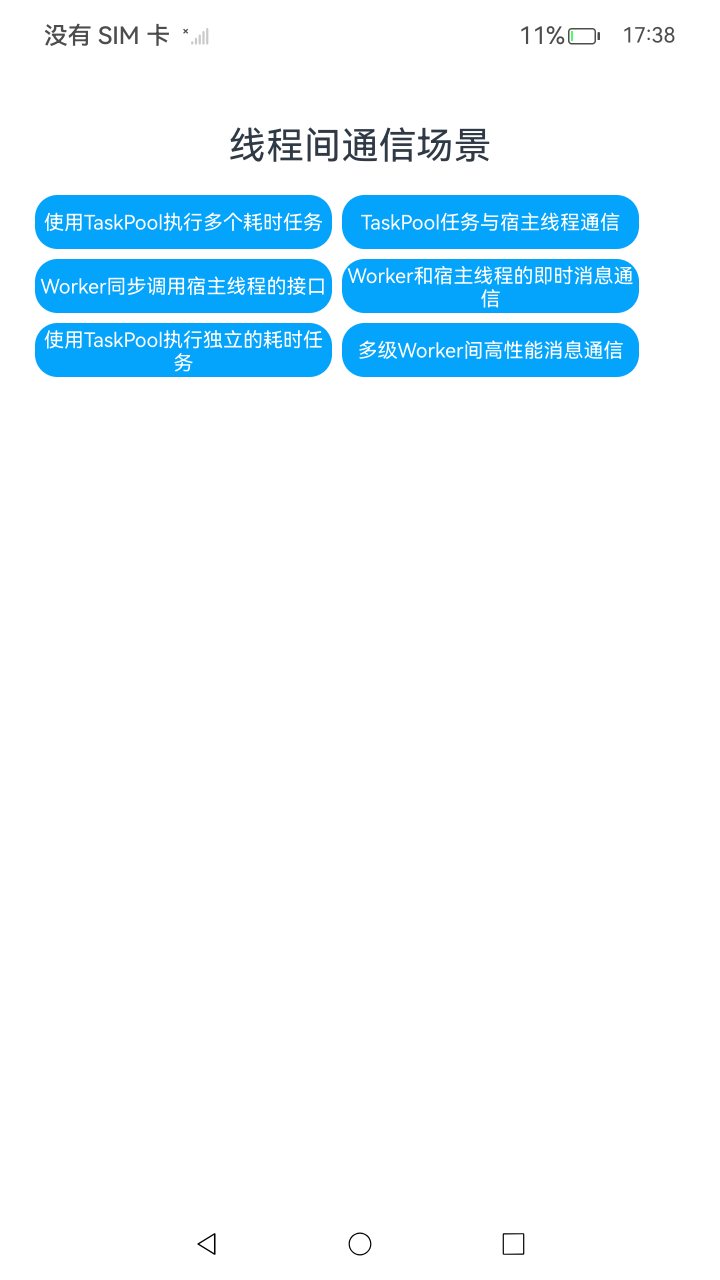 没有 SIM 卡
11%
17:38
线程间通信场景
使用TaskPool执行多个耗时任务
TaskPool任务与宿主线程通信
Worker同步调用宿主线程的接口
Worker和宿主线程的即时消息通
信
使用TaskPool执行独立的耗时任
务
多级Worker间高性能消息通信